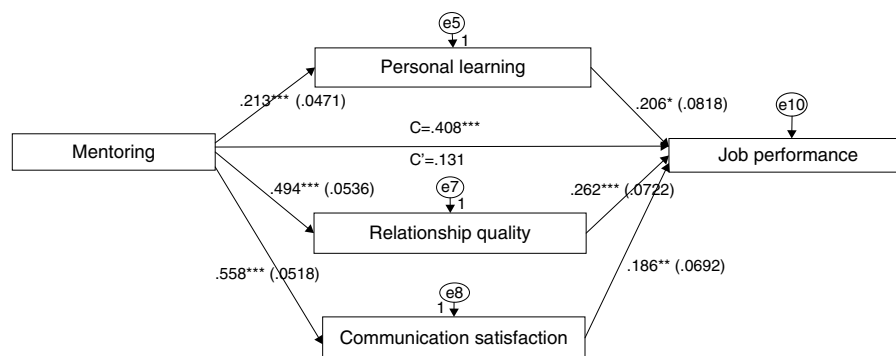 e5
1
Personal learning
.213*** (.0471)
.206* (.0818)
e10
C=.408***
Mentoring
Job performance
C'=.131
.494*** (.0536)
e7
1
.262*** (.0722)
Relationship quality
.558*** (.0518)
.186** (.0692)
e8
1
Communication satisfaction